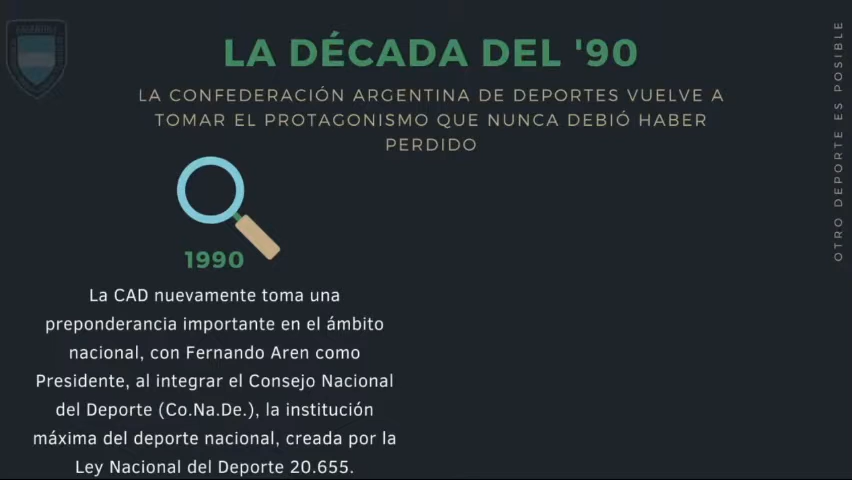 LA DÉCADA DEL '90
LA CONFEDERACIÓN ARGENTINA DE DEPORTES VUELVE A
TOMAR EL PROTAGONISMO QUE NUNCA DEBIÓ HABER
PERDIDO
1990
La CAD nuevamente toma una
preponderancia importante en el ámbito
nacional, con Fernando Aren como
Presidente, al integrar el Consejo Nacional
del Deporte (Co.Na.De.), la institución
máxima del deporte nacional, creada por la
Ley Nacional del Deporte 20.655.
OTRO DEPORTE ES POSIBLE